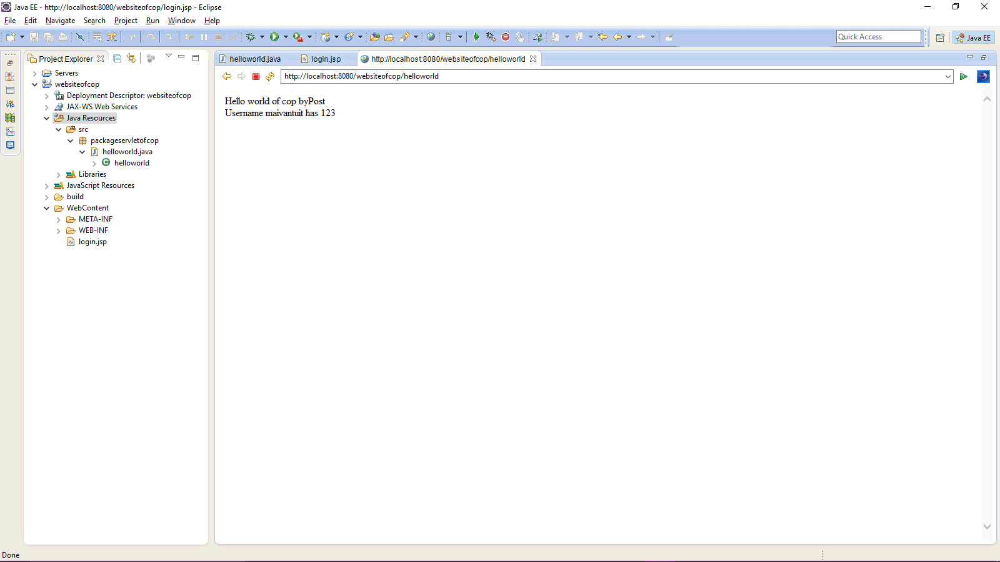 Java EE - http://localhost:8080/websiteofcop/login.jsp - Eclipse
File Edit Navigate Search Project Run Window Help
Quick Access
Java EE
Project Explorer
helloworld.java
login.jsp
http://localhost:8080/websiteofcop/helloworld
http://localhost:8080/websiteofcop/helloworld
Servers
websiteofcop
3.0 Deployment Descriptor: websiteofcop
JAX-WS Web Services
Java Resources
src
packageservletofcop
helloworld.java
helloworld
Libraries
JavaScript Resources
build
WebContent
META-INF
WEB-INF
login.jsp
Hello world of cop byPost
Username maivantuit has 123
Done